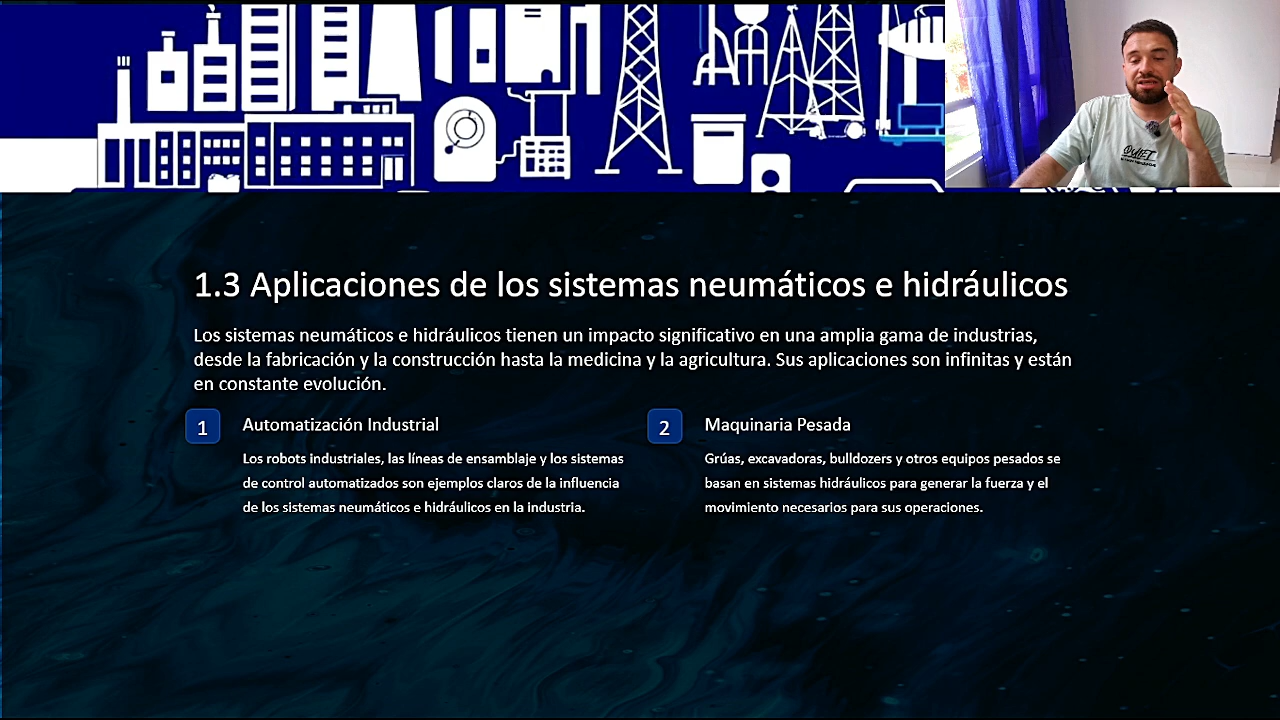 1.3 Aplicaciones de los sistemas neumáticos e hidráulicos
Los sistemas neumáticos e hidráulicos tienen un impacto significativo en una amplia gama de industrias,
desde la fabricación y la construcción hasta la medicina y la agricultura. Sus aplicaciones son infinitas y están
en constante evolución.
1
Automatización Industrial
Los robots industriales, las líneas de ensamblaje y los sistemas
de control automatizados son ejemplos claros de la influencia
de los sistemas neumáticos e hidráulicos en la industria.
2
Maquinaria Pesada
Grúas, excavadoras, bulldozers y otros equipos pesados se
basan en sistemas hidráulicos para generar la fuerza y el
movimiento necesarios para sus operaciones.